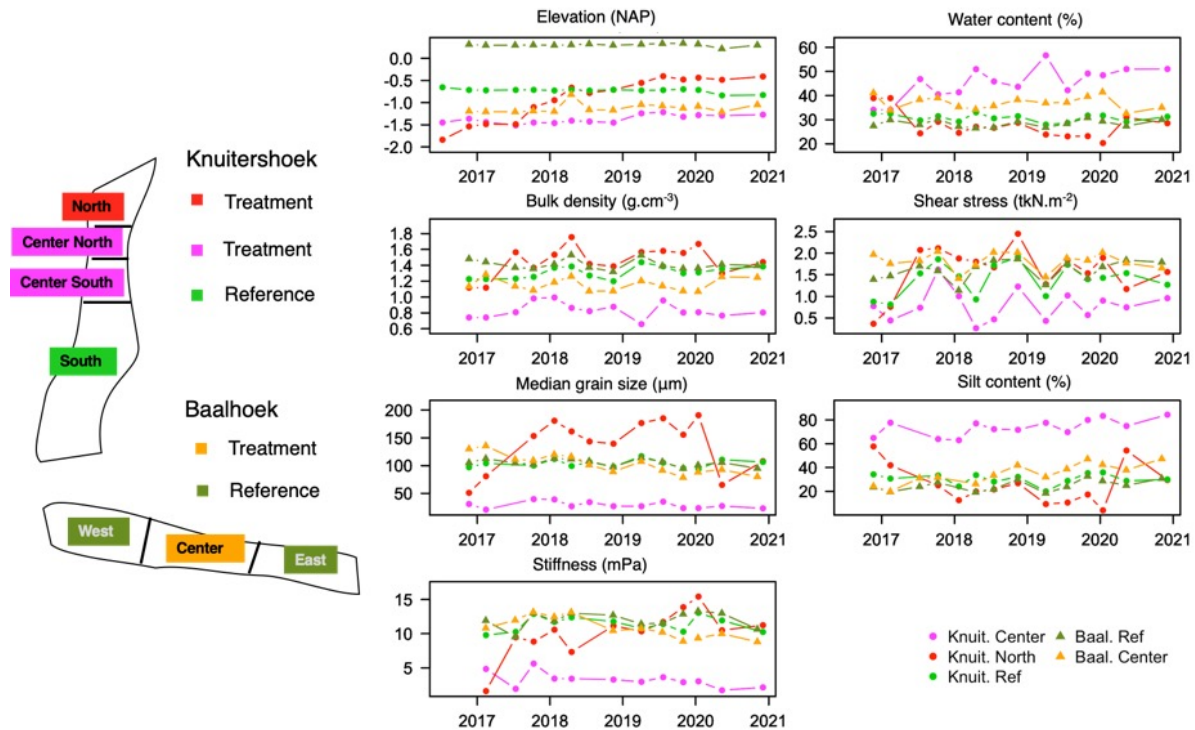 Knuitershoek
Treatment
Treatment
Reference
Baalhoek
Treatment
Reference
North
Center North
Center South
South
West
Center
East
Elevation (NAP)
0.0
-0.5
-1.0
-1.5
-2.0
2017 2018 2019 2020 2021
Water content (%)
60
50
40
30
20
2017 2018 2019 2020 2021
Bulk density (g.cm-3)
1.8
1.6
1.4
1.2
1.0
0.8
0.6
2017 2018 2019 2020 2021
Shear stress (tkN.m-2)
2.5
2.0
1.5
1.0
0.5
2017 2018 2019 2020 2021
Median grain size (µm)
200
150
100
50
2017 2018 2019 2020 2021
Silt content (%)
80
60
40
20
2017 2018 2019 2020 2021
Stiffness (mPa)
15
10
5
2017 2018 2019 2020 2021
Knuit. Center Baal. Ref
Knuit. North Baal. Center
Knuit. Ref